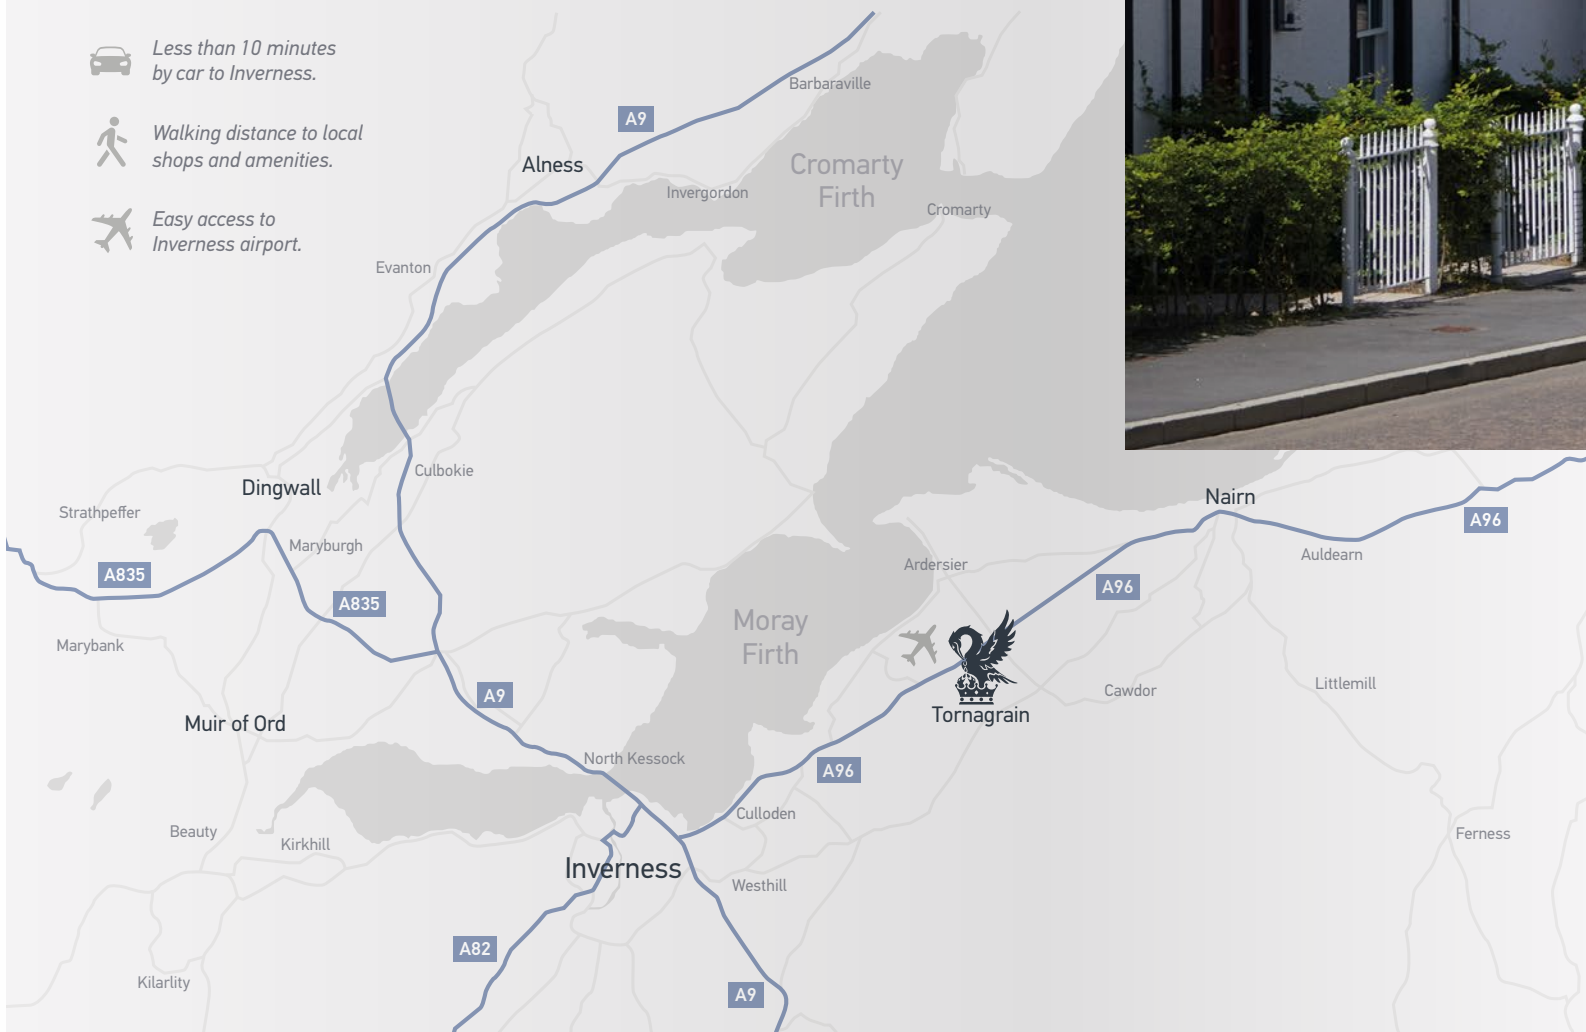 Less than 10 minutes
by car to Inverness.
Walking distance to local
shops and amenities.
Easy access to
Inverness airport.
Barbaraville
A9
Alness
Cromarty
Firth
Invergordon
Cromarty
Evanton
Culbokie
Dingwall
Nairn
Strathpeffer
A96
Maryburgh
Auldearn
Ardersier
A835
A96
A835
Moray
Firth
Marybank
Cawdor
Littlemill
A9
Tornagrain
Muir of Ord
North Kessock
A96
Culloden
Beauty
Ferness
Kirkhill
Inverness
Westhill
A82
Kilarlity
A9